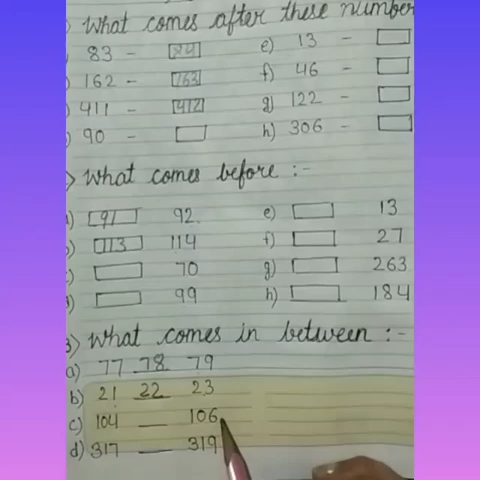 ) What comes after these number
83 - 84 e) 13 -
162 - 163 f) 46 -
411 - 412 g) 122 -
90 - h) 306 -
) What comes before :-
) 91 92. e) 13
) 113 114 f) 27
) 70 g) 263
) 99 h) 184
3) What comes in between :-
a) 77 78 79
b) 21 22 23
c) 104 __ 106
d) 317 __ 319